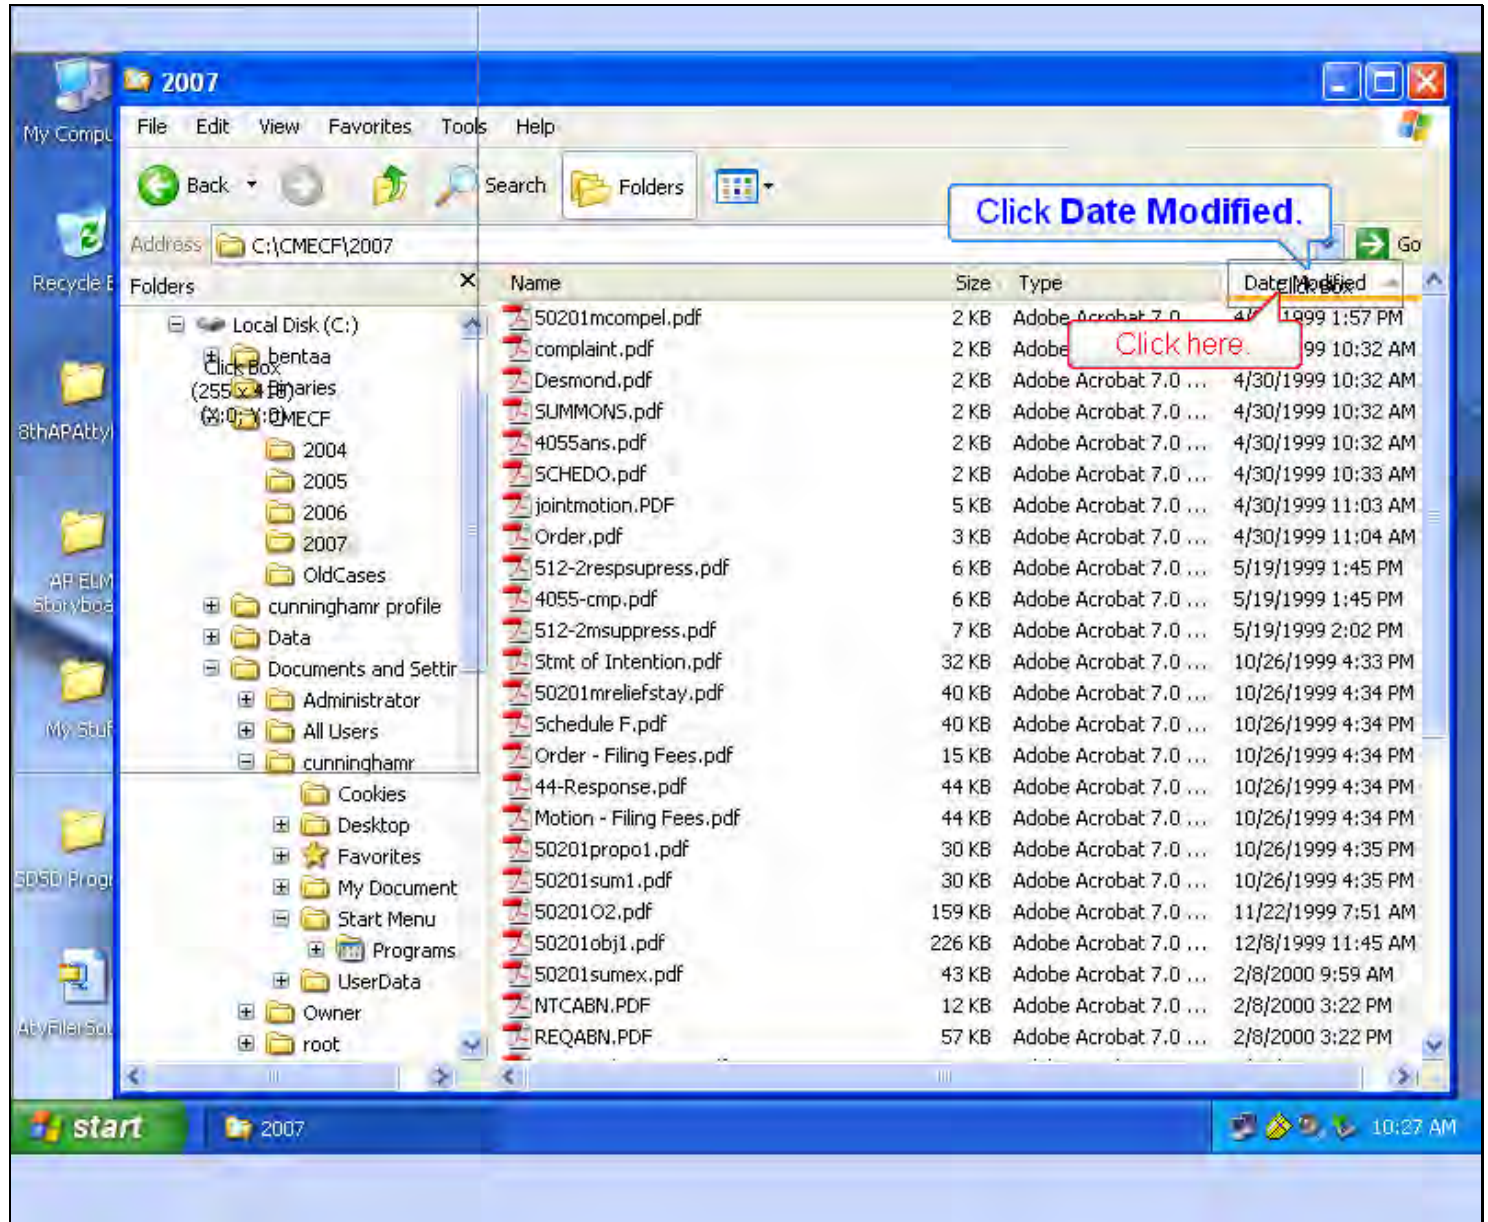 2007
File Edit View Favorites Tools Help
Back Search Folders
Click Date Modified.
Address C:\CMECF\2007 Go
Folders
Name Size Type Date Modified
Click Box
Click here.
My Compu
Recycle B
8thAPAtty
AP ELM
Storyboa
My Stuf
SDSD Progr
AtyFilerSou
Local Disk (C:)
bentaa
Click Box
(255 x 418)
(X:0; Y:0)
Binaries
CMECF
2004
2005
2006
2007
OldCases
cunninghamr profile
Data
Documents and Settir
Administrator
All Users
cunninghamr
Cookies
Desktop
Favorites
My Document
Start Menu
Programs
UserData
Owner
root
50201mcompel.pdf 2 KB Adobe Acrobat 7.0 1999 1:57 PM
complaint.pdf 2 KB Adobe 99 10:32 AM
Desmond.pdf 2 KB Adobe Acrobat 7.0 ... 4/30/1999 10:32 AM
SUMMONS.pdf 2 KB Adobe Acrobat 7.0 ... 4/30/1999 10:32 AM
4055ans.pdf 2 KB Adobe Acrobat 7.0 ... 4/30/1999 10:32 AM
SCHEDO.pdf 2 KB Adobe Acrobat 7.0 ... 4/30/1999 10:33 AM
jointmotion.PDF 5 KB Adobe Acrobat 7.0 ... 4/30/1999 11:03 AM
Order.pdf 3 KB Adobe Acrobat 7.0 ... 4/30/1999 11:04 AM
512-2respsupress.pdf 6 KB Adobe Acrobat 7.0 ... 5/19/1999 1:45 PM
4055-cmp.pdf 6 KB Adobe Acrobat 7.0 ... 5/19/1999 1:45 PM
512-2msuppress.pdf 7 KB Adobe Acrobat 7.0 ... 5/19/1999 2:02 PM
Stmt of Intention.pdf 32 KB Adobe Acrobat 7.0 ... 10/26/1999 4:33 PM
50201mreliefstay.pdf 40 KB Adobe Acrobat 7.0 ... 10/26/1999 4:34 PM
Schedule F.pdf 40 KB Adobe Acrobat 7.0 ... 10/26/1999 4:34 PM
Order - Filing Fees.pdf 15 KB Adobe Acrobat 7.0 ... 10/26/1999 4:34 PM
44-Response.pdf 44 KB Adobe Acrobat 7.0 ... 10/26/1999 4:34 PM
Motion - Filing Fees.pdf 44 KB Adobe Acrobat 7.0 ... 10/26/1999 4:34 PM
50201propo1.pdf 30 KB Adobe Acrobat 7.0 ... 10/26/1999 4:35 PM
50201sum1.pdf 30 KB Adobe Acrobat 7.0 ... 10/26/1999 4:35 PM
50201O2.pdf 159 KB Adobe Acrobat 7.0 ... 11/22/1999 7:51 AM
50201obj1.pdf 226 KB Adobe Acrobat 7.0 ... 12/8/1999 11:45 AM
50201sumex.pdf 43 KB Adobe Acrobat 7.0 ... 2/8/2000 9:59 AM
NTCABN.PDF 12 KB Adobe Acrobat 7.0 ... 2/8/2000 3:22 PM
REQABN.PDF 57 KB Adobe Acrobat 7.0 ... 2/8/2000 3:22 PM
start 2007 10:27 AM